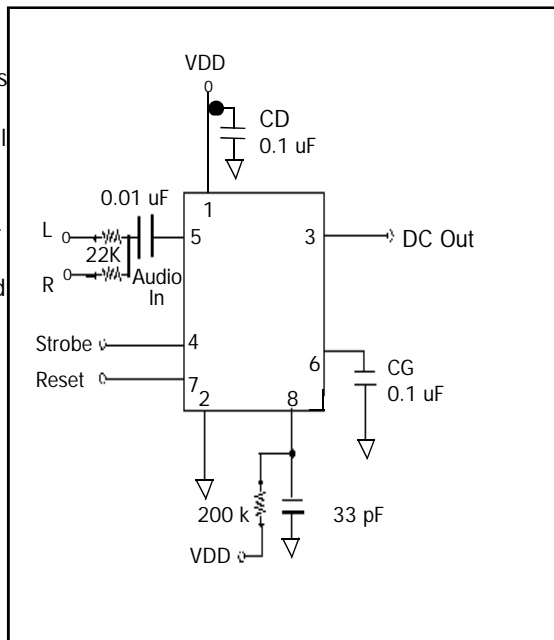 VDD
CD
0.1 uF
0.01 uF
1
L
5
3
DC Out
22K
R
Audio
In
Strobe
4
6
CG
0.1 uF
Reset
7
2
8
200 k
33 pF
VDD
s
l
d